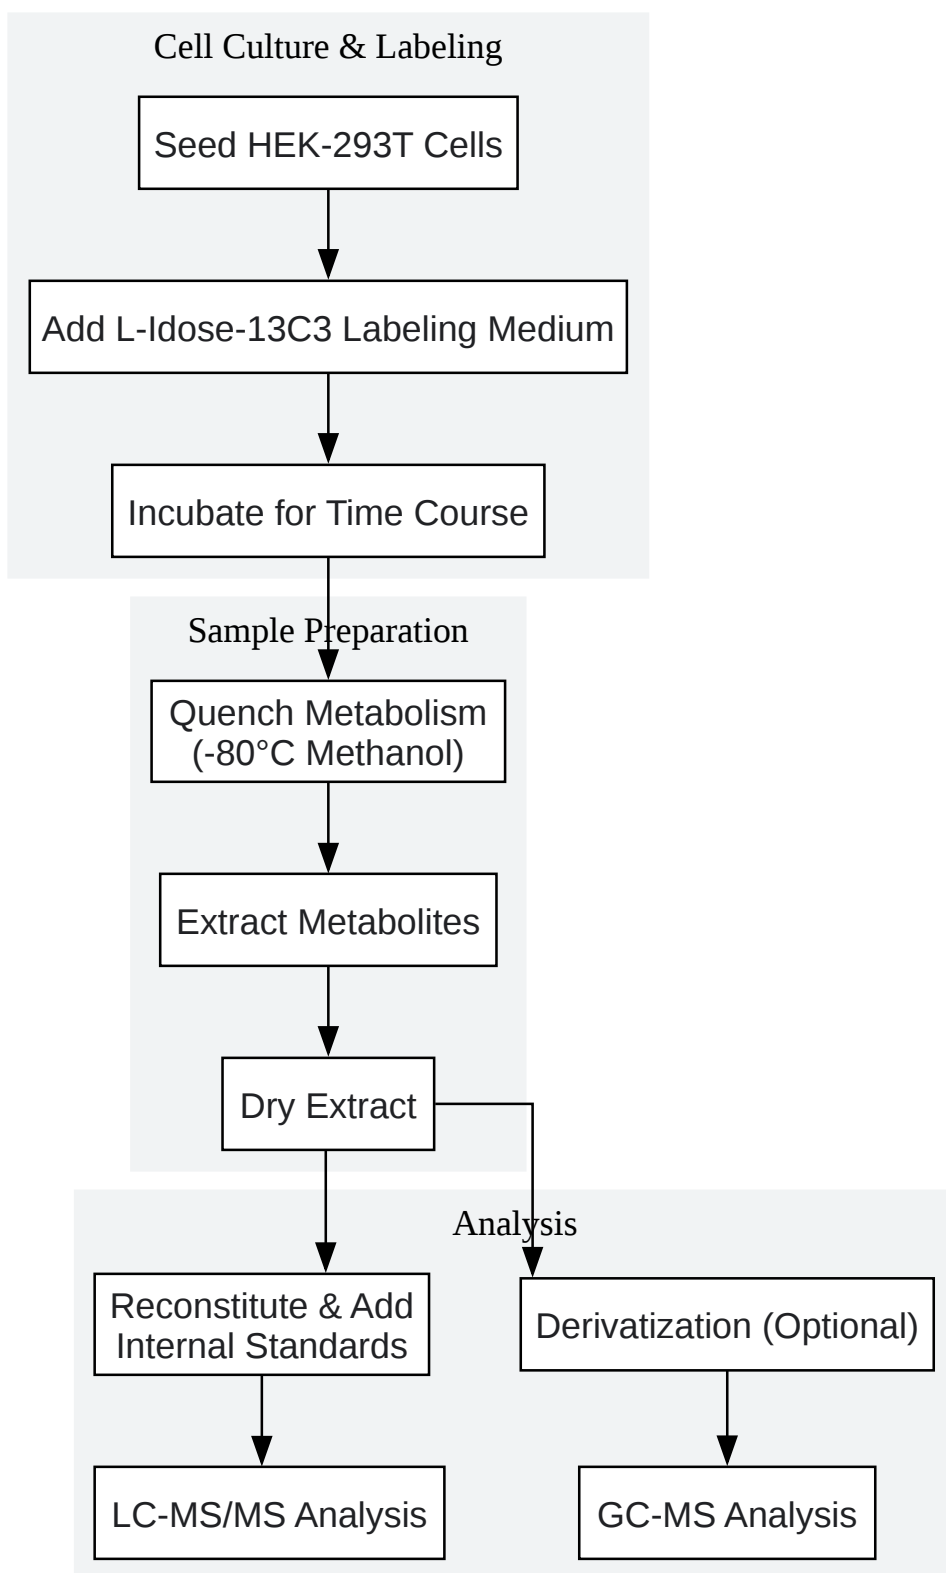 Cell Culture & Labeling
Seed HEK-293T Cells
Add L-Idose-13C3 Labeling Medium
Incubate for Time Course
Sample Preparation
Quench Metabolism
(-80°C Methanol)
Extract Metabolites
Dry Extract
Analysis
Reconstitute & Add
Internal Standards
Derivatization (Optional)
LC-MS/MS Analysis
GC-MS Analysis